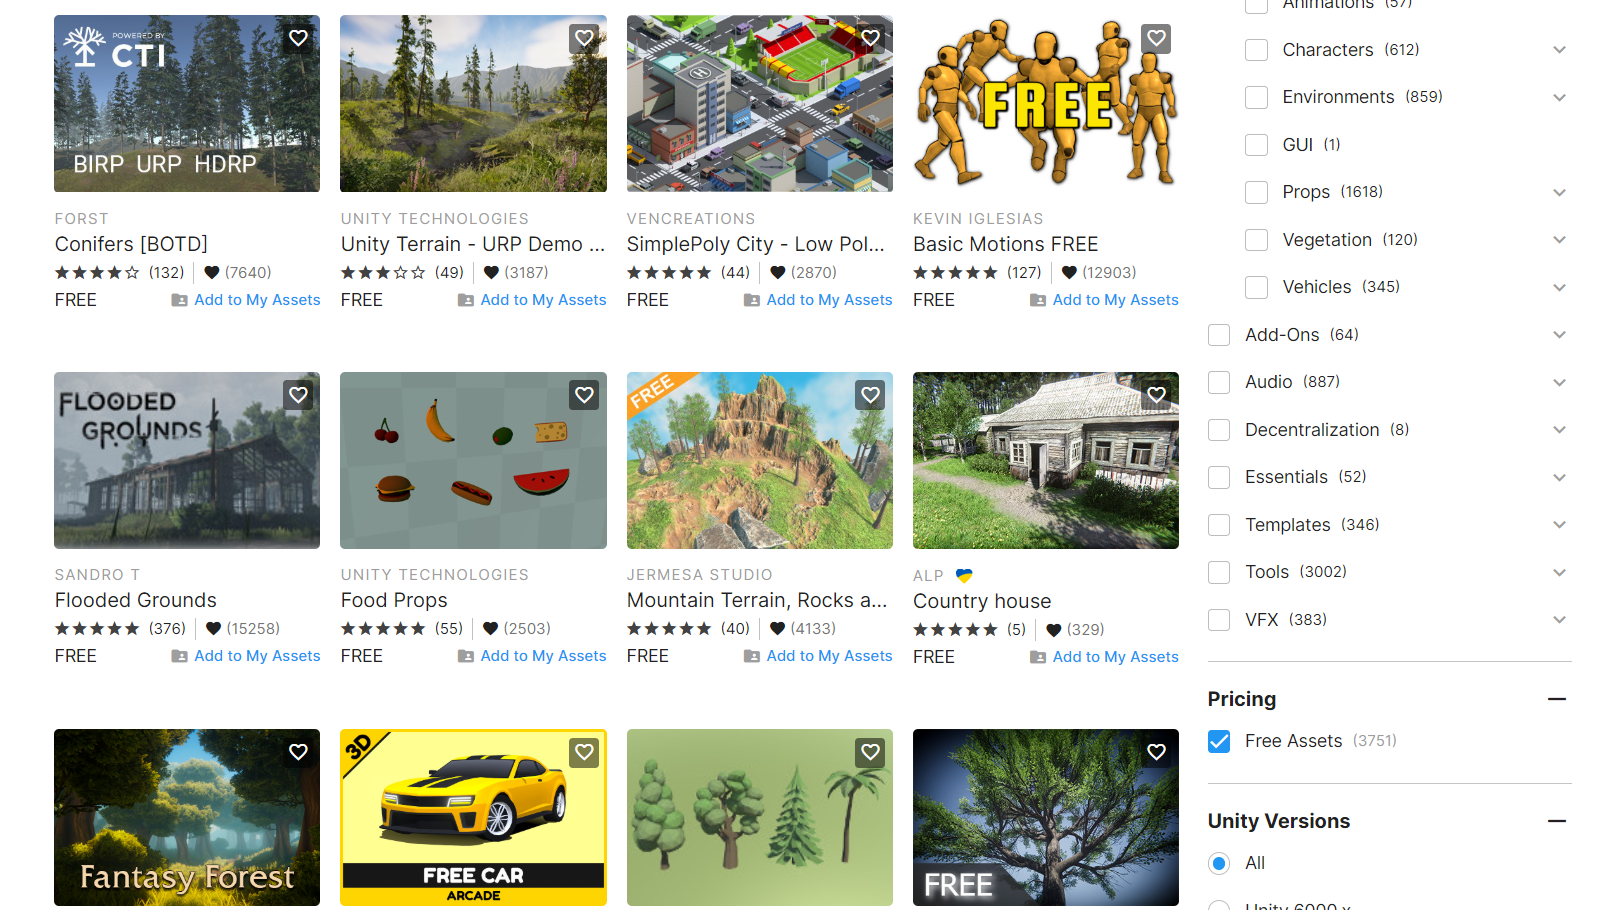 POWERED BY
CTI
BIRP URP HDRP
FORST
Conifers [BOTD]
(132) (7640)
FREE Add to My Assets
UNITY TECHNOLOGIES
Unity Terrain - URP Demo ...
(49) (3187)
FREE Add to My Assets
H
VENCREATIONS
SimplePoly City - Low Pol...
(44) (2870)
FREE Add to My Assets
FREE
KEVIN IGLESIAS
Basic Motions FREE
(127) (12903)
FREE Add to My Assets
FLOODED
GROUNDS
SANDRO T
Flooded Grounds
(376) (15258)
FREE Add to My Assets
UNITY TECHNOLOGIES
Food Props
(55) (2503)
FREE Add to My Assets
FREE
JERMESA STUDIO
Mountain Terrain, Rocks a...
(40) (4133)
FREE Add to My Assets
ALP
Country house
(5) (329)
FREE Add to My Assets
Fantasy Forest
3D
FREE CAR
ARCADE
FREE
Animations (57)
Characters (612)
Environments (859)
GUI (1)
Props (1618)
Vegetation (120)
Vehicles (345)
Add-Ons (64)
Audio (887)
Decentralization (8)
Essentials (52)
Templates (346)
Tools (3002)
VFX (383)
Pricing
Free Assets (3751)
Unity Versions
All
Unity 6000.x